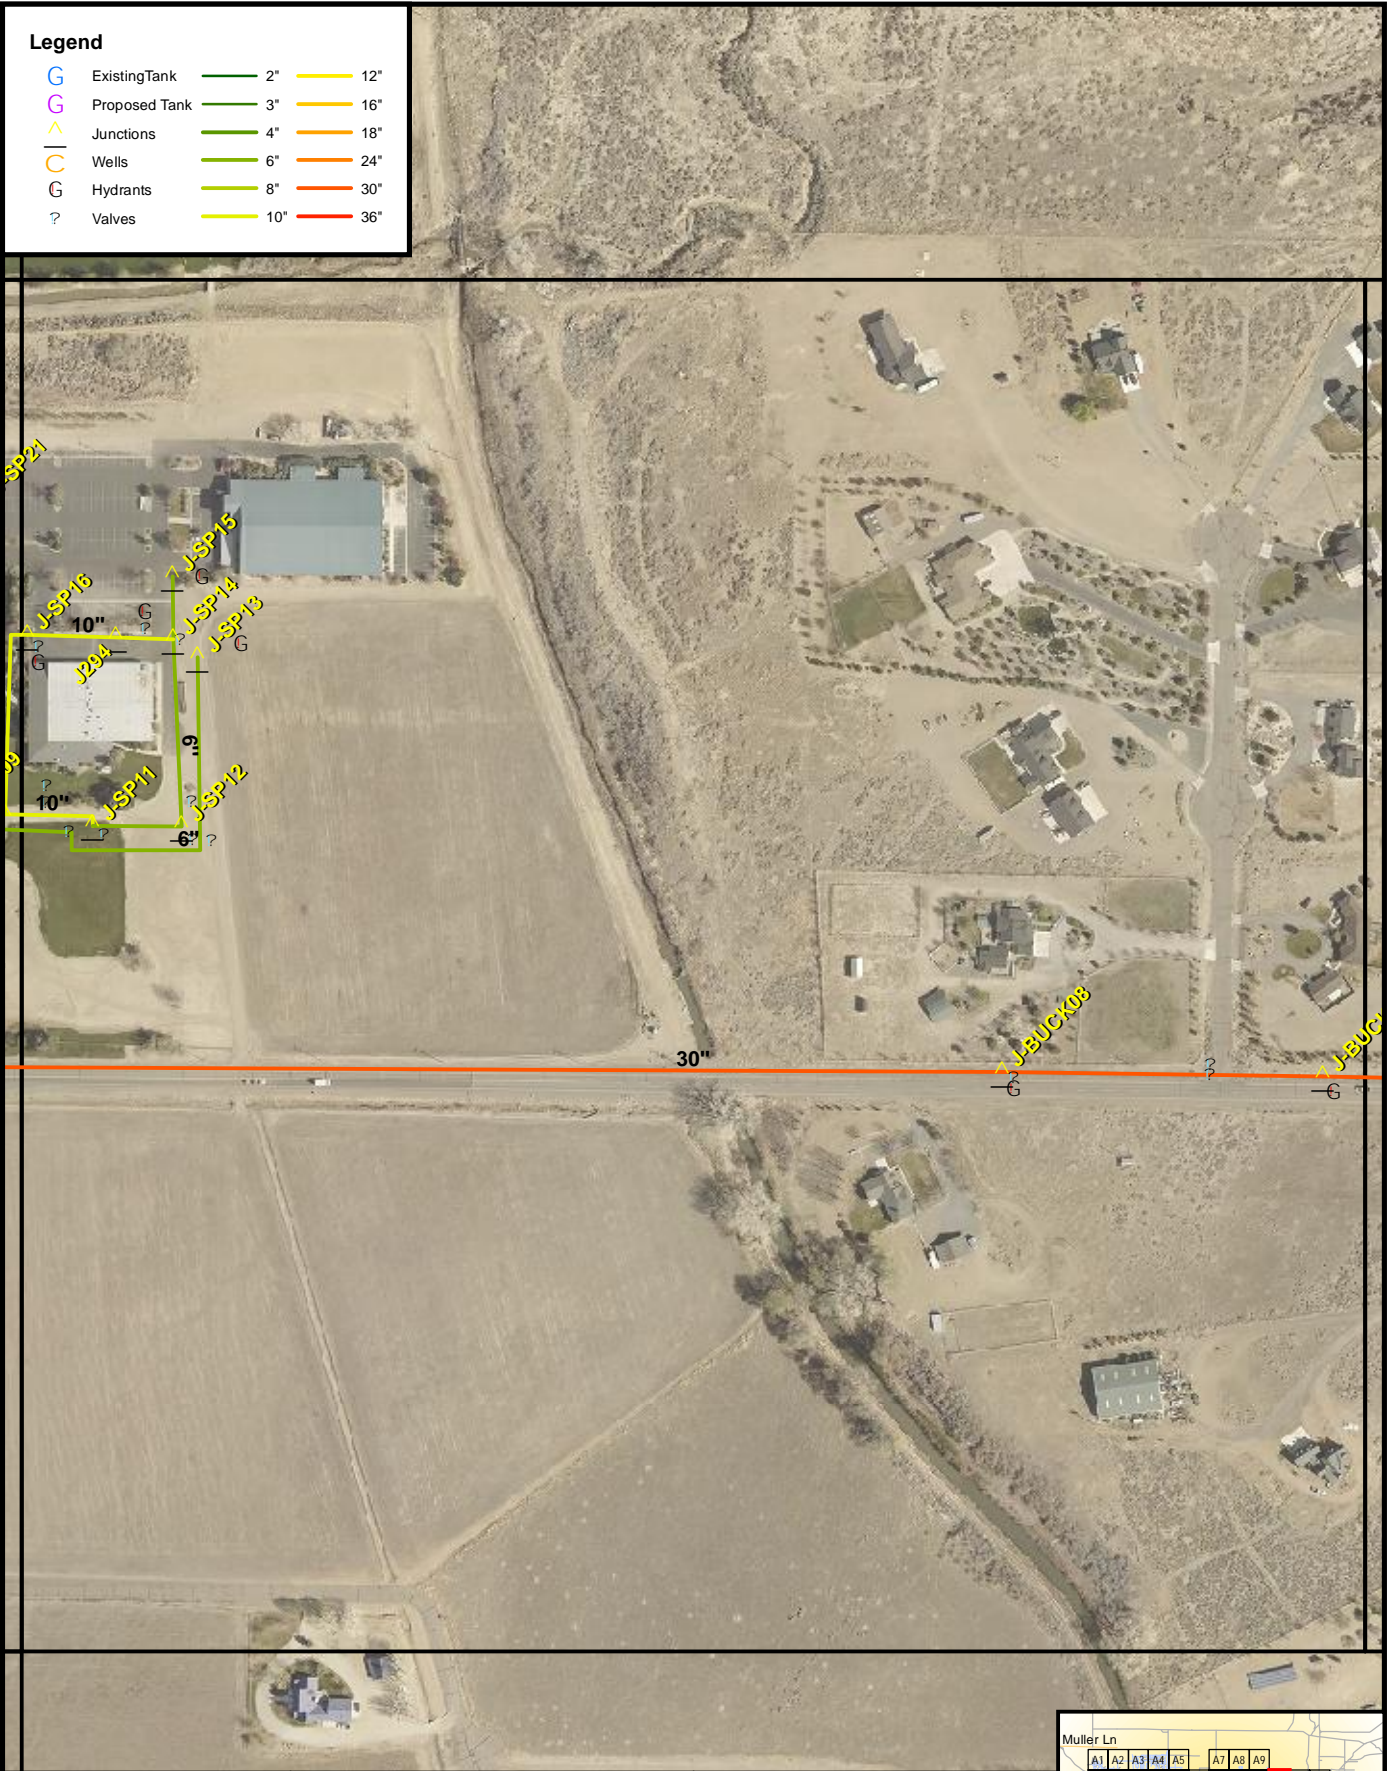 Legend
G ExistingTank 2" 12"
G Proposed Tank 3" 16"
Junctions 4" 18"
C Wells 6" 24"
G Hydrants 8" 30"
? Valves 10" 36"
-SP21
J-SP15
G
J-SP16
10"
G
?
J-SP14
?
J-SP13
G
?
G
J294
6"
09
?
10"
J-SP11
?
J-SP12
?
?
6"
?
?
J-BUCK08
30"
?
G
?
?
J-BUC
G
Muller Ln
A1 A2 A3 A4 A5 A7 A8 A9